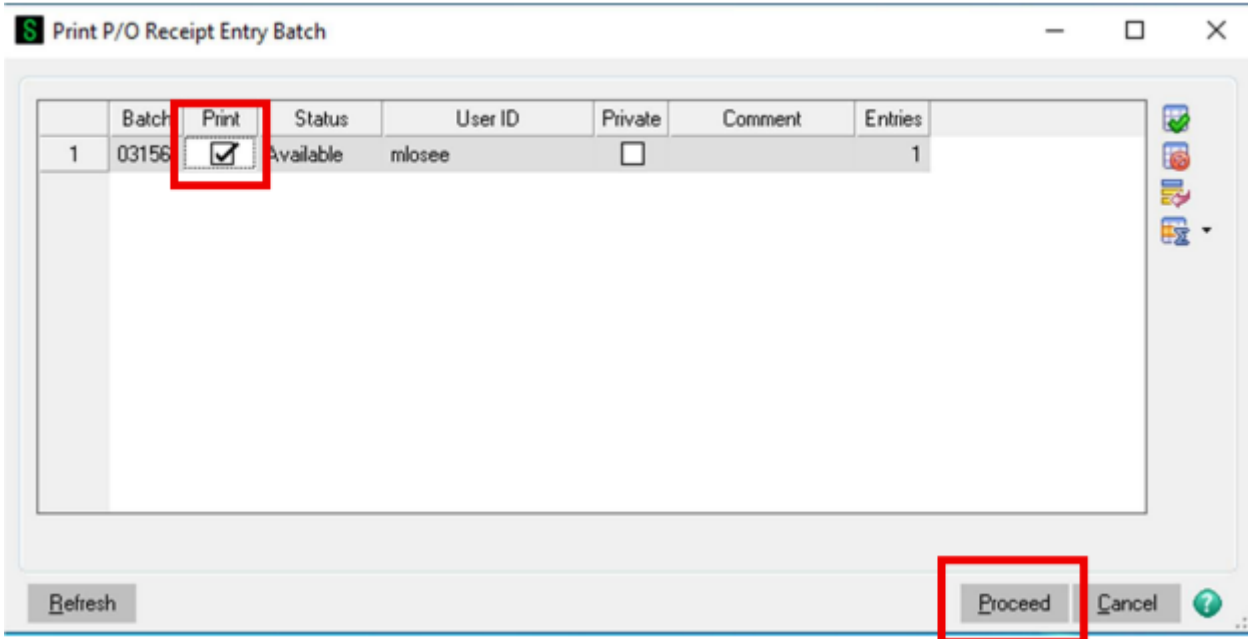 S Print P/O Receipt Entry Batch
Batch Print Status User ID Private Comment Entries
1 03156 Available mlosee 1
Refresh Proceed Cancel ?